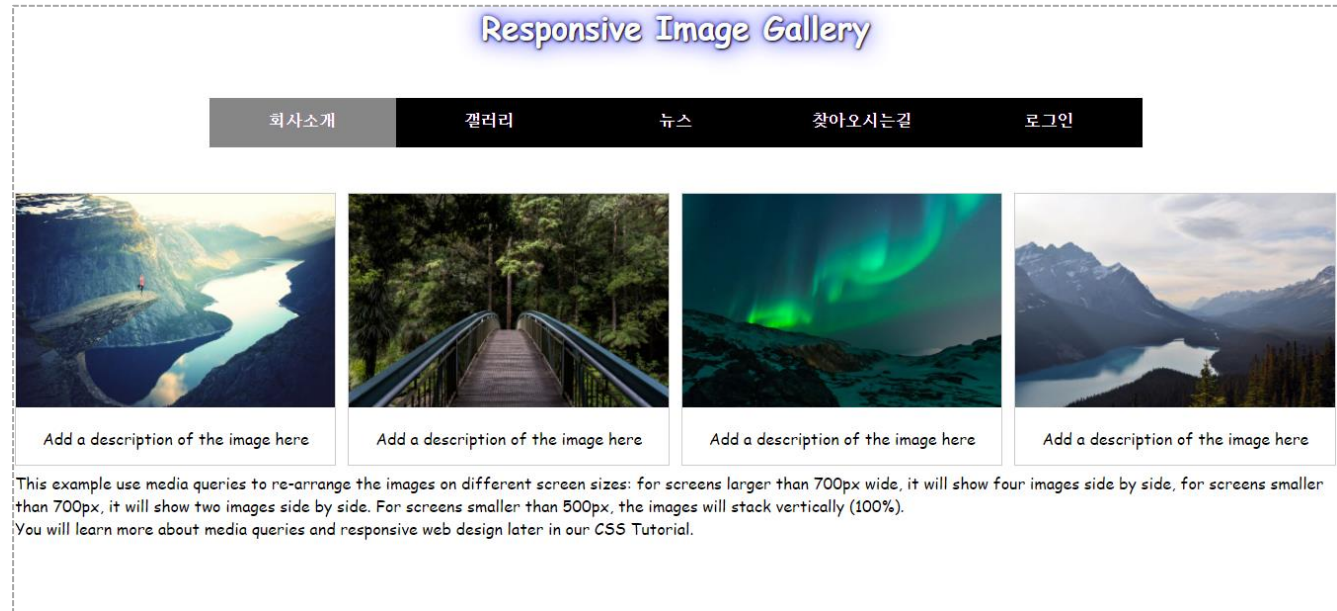 Responsive Image Gallery
회사소개 갤러리 뉴스 찾아오시는길 로그인
Add a description of the image here Add a description of the image here Add a description of the image here Add a description of the image here
This example use media queries to re-arrange the images on different screen sizes: for screens larger than 700px wide, it will show four images side by side, for screens smaller
than 700px, it will show two images side by side. For screens smaller than 500px, the images will stack vertically (100%).
You will learn more about media queries and responsive web design later in our CSS Tutorial.